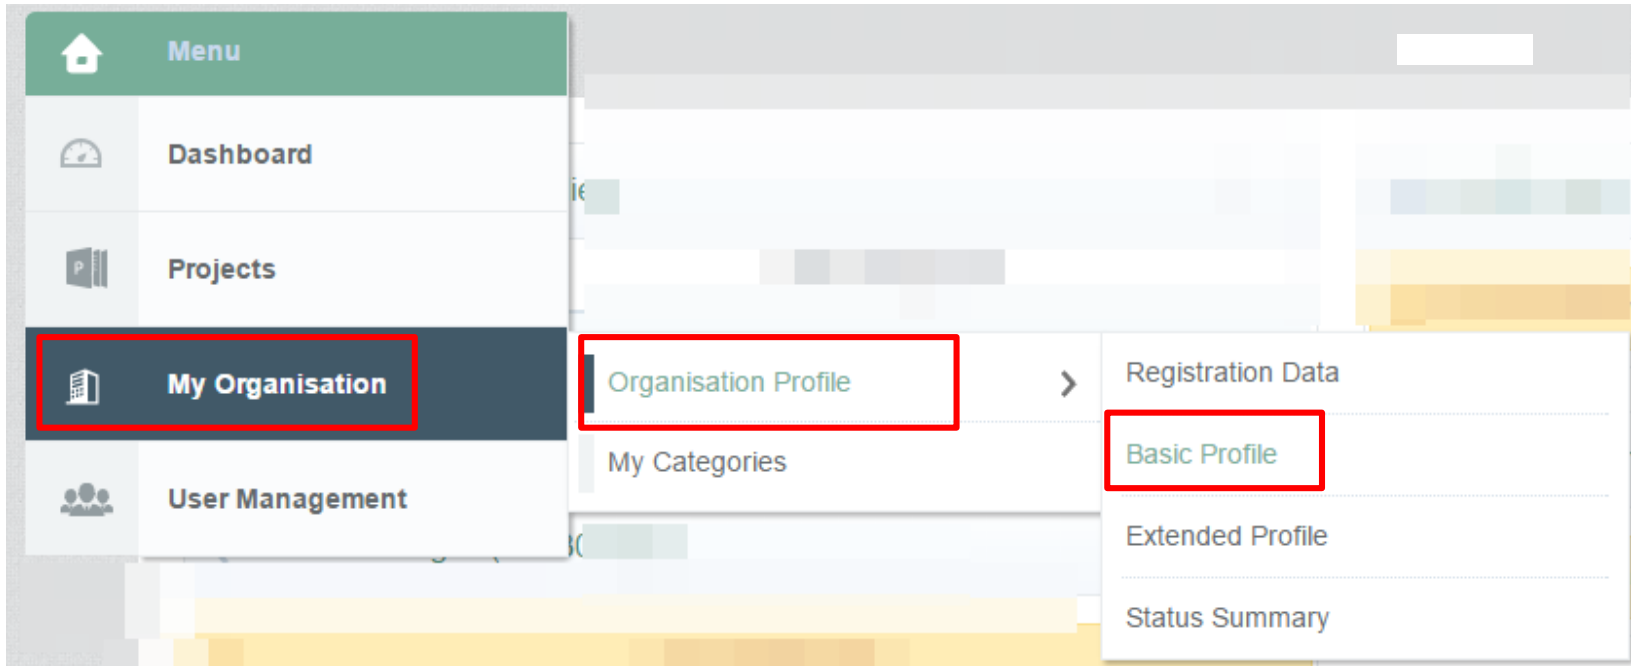 Menu
Dashboard
Projects
My Organisation
User Management
Organisation Profile
My Categories
Registration Data
Basic Profile
Extended Profile
Status Summary